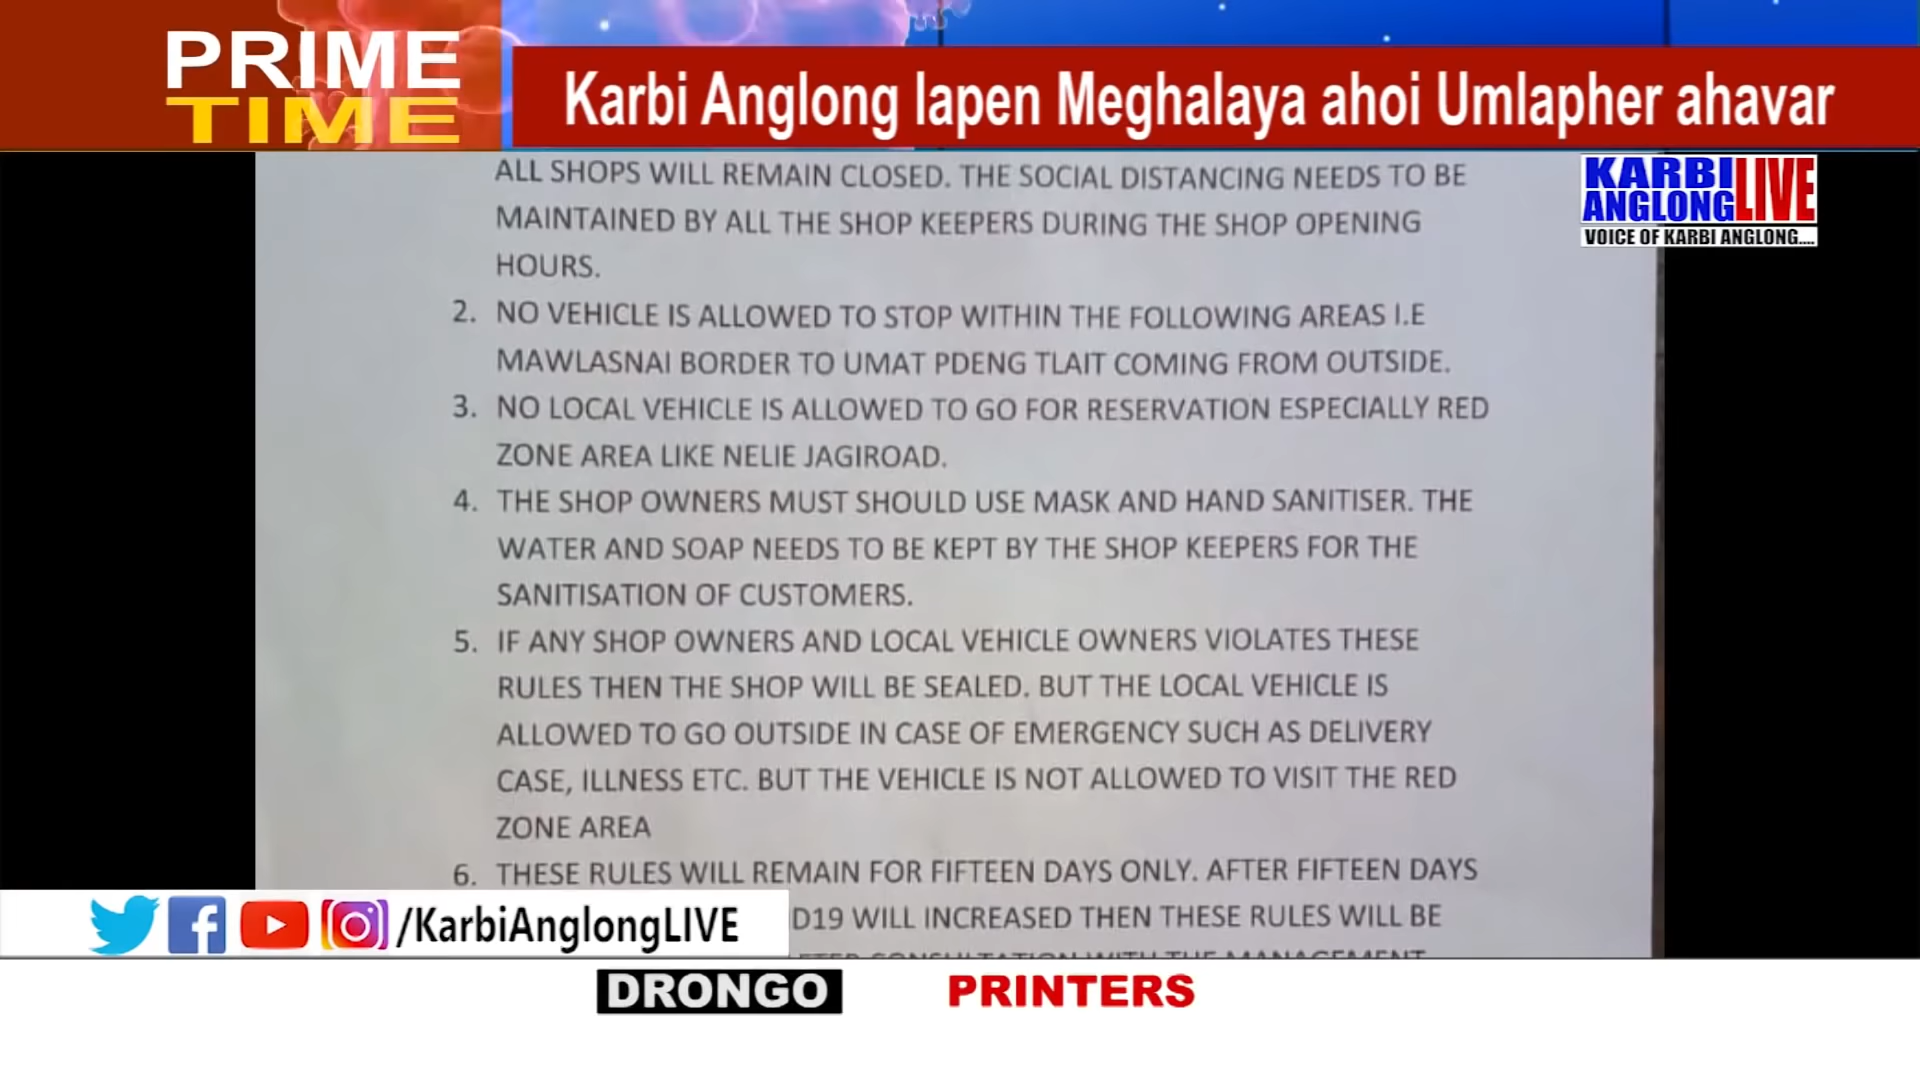 PRIME
TIME
Karbi Anglong lapen Meghalaya ahoi Umlapher ahavar
KARBI
ANGLONG
LIVE
VOICE OF KARBI ANGLONG....
ALL SHOPS WILL REMAIN CLOSED. THE SOCIAL DISTANCING NEEDS TO BE
MAINTAINED BY ALL THE SHOP KEEPERS DURING THE SHOP OPENING
HOURS.
2. NO VEHICLE IS ALLOWED TO STOP WITHIN THE FOLLOWING AREAS I.E
MAWLASNAI BORDER TO UMAT PDENG TLAIT COMING FROM OUTSIDE.
3. NO LOCAL VEHICLE IS ALLOWED TO GO FOR RESERVATION ESPECIALLY RED
ZONE AREA LIKE NELIE JAGIROAD.
4. THE SHOP OWNERS MUST SHOULD USE MASK AND HAND SANITISER. THE
WATER AND SOAP NEEDS TO BE KEPT BY THE SHOP KEEPERS FOR THE
SANITISATION OF CUSTOMERS.
5. IF ANY SHOP OWNERS AND LOCAL VEHICLE OWNERS VIOLATES THESE
RULES THEN THE SHOP WILL BE SEALED. BUT THE LOCAL VEHICLE IS
ALLOWED TO GO OUTSIDE IN CASE OF EMERGENCY SUCH AS DELIVERY
CASE, ILLNESS ETC. BUT THE VEHICLE IS NOT ALLOWED TO VISIT THE RED
ZONE AREA
6. THESE RULES WILL REMAIN FOR FIFTEEN DAYS ONLY. AFTER FIFTEEN DAYS
D19 WILL INCREASED THEN THESE RULES WILL BE
CONSULTATION WITH THE MANAGEMENT
/KarbiAnglongLIVE
DRONGO PRINTERS